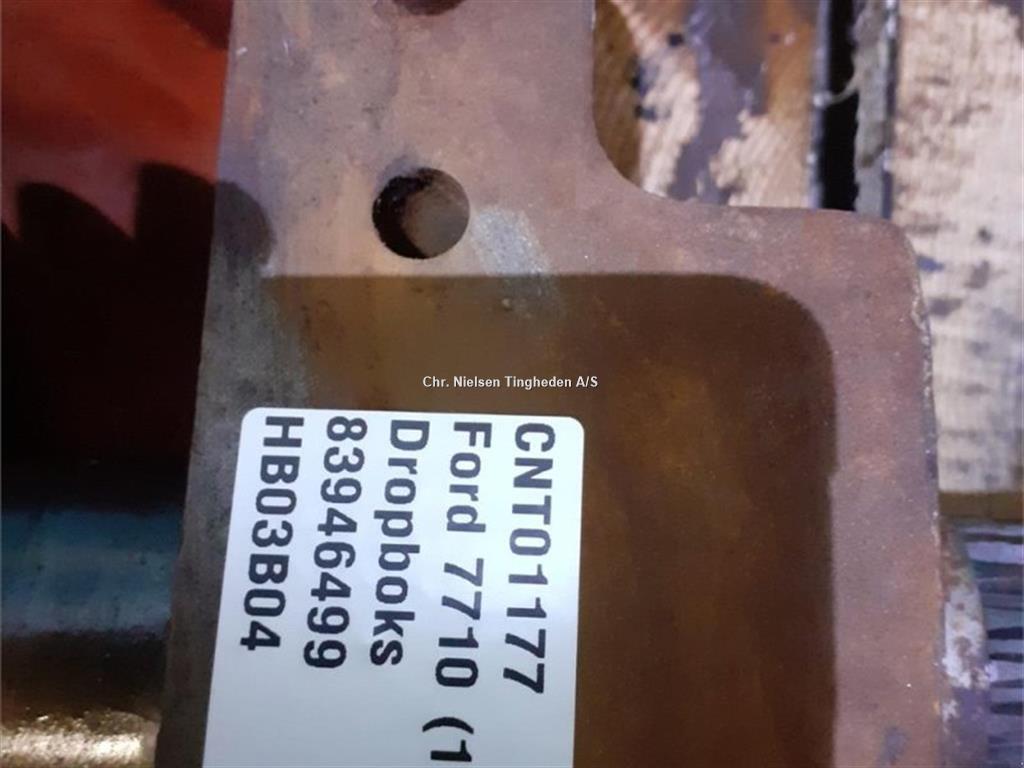 Chr. Nielsen Tingheden A/S
CNT01177
Ford 7710 (1
Dropboks
83946499
HB03B04